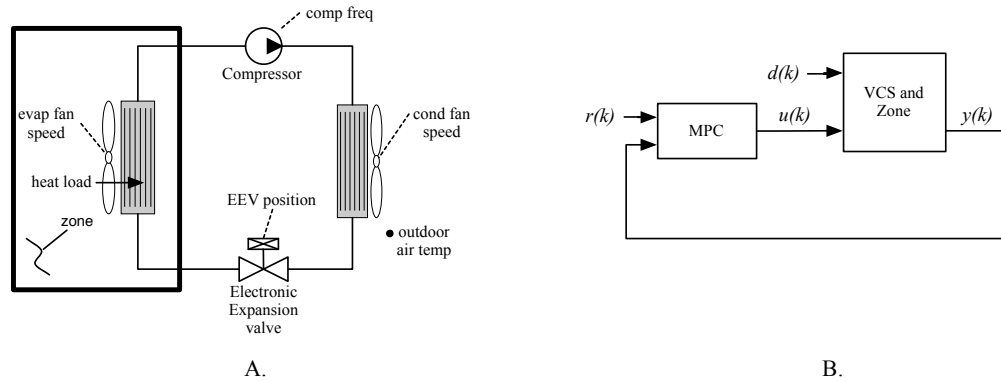 comp freq
Compressor
evap fan
speed
cond fan
speed
heat load
EEV position
zone
outdoor
air temp
Electronic
Expansion
valve
A.
d(k)
VCS and
Zone
r(k)
MPC
u(k)
y(k)
B.